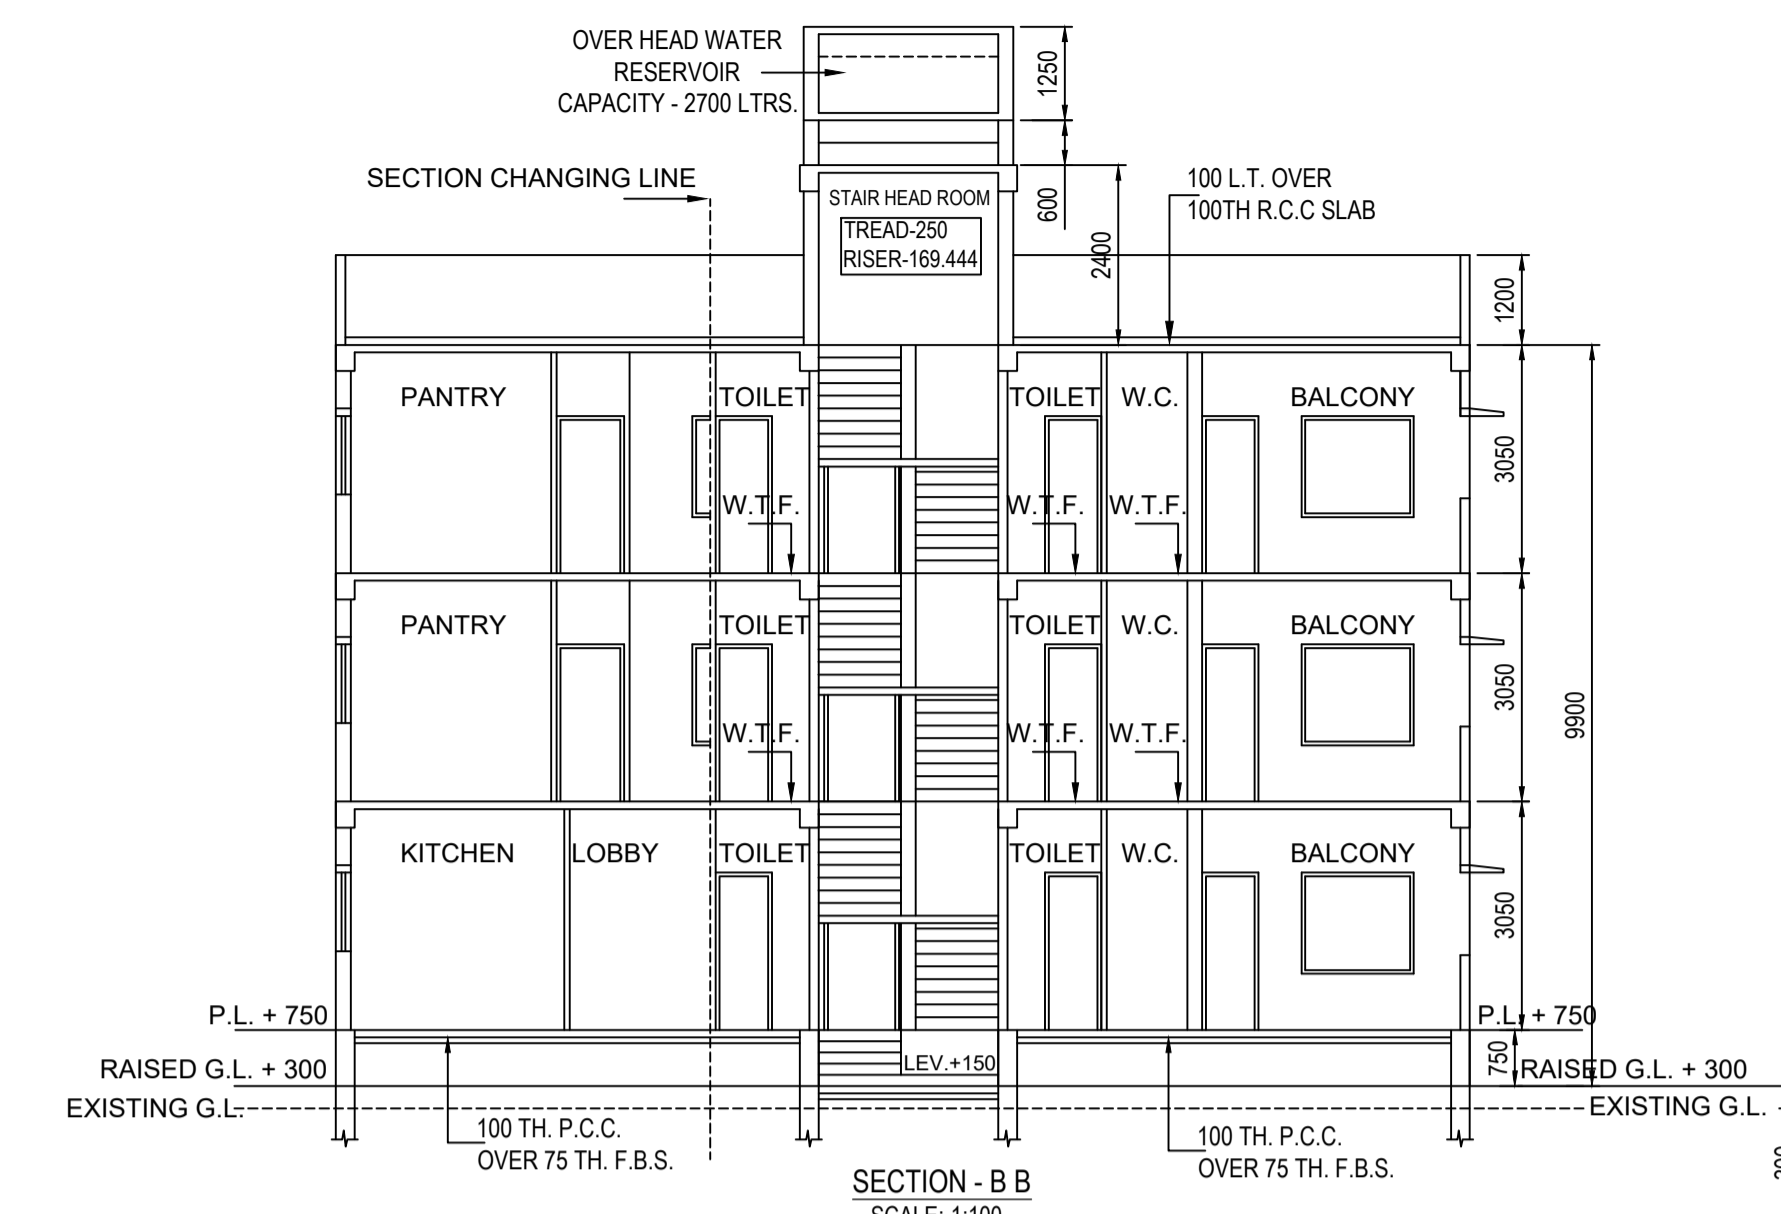 OVER HEAD WATER
RESERVOIR
CAPACITY - 2700 LTRS.
1250
SECTION CHANGING LINE
600
100 L.T. OVER
100TH R.C.C SLAB
STAIR HEAD ROOM
TREAD-250
RISER-169.444
2400
1200
PANTRY
TOILET
TOILET
W.C.
BALCONY
3050
W.T.F.
W.T.F.
W.T.F.
PANTRY
TOILET
TOILET
W.C.
BALCONY
3050
9900
W.T.F.
W.T.F.
W.T.F.
KITCHEN
LOBBY
TOILET
TOILET
W.C.
BALCONY
3050
P.L. + 750
P.L. + 750
RAISED G.L. + 300
LEV.+150
750
RAISED G.L. + 300
EXISTING G.L.
EXISTING G.L.
100 TH. P.C.C.
OVER 75 TH. F.B.S.
100 TH. P.C.C.
OVER 75 TH. F.B.S.
SECTION - B B
SCALE: 1:100